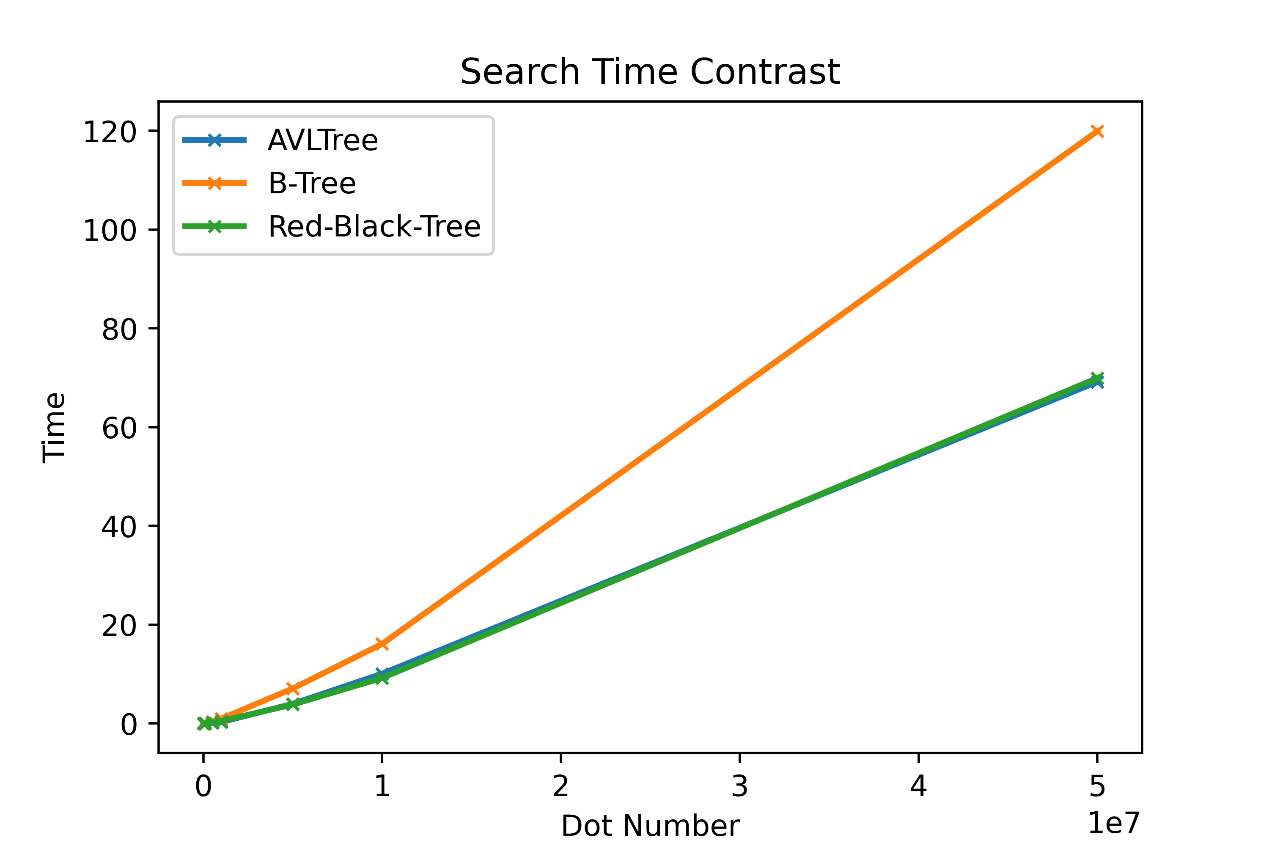 Search Time Contrast
AVLTree
B-Tree
Red-Black-Tree
120
100
80
60
40
20
0
Time
0 1 2 3 4 5
1e7
Dot Number